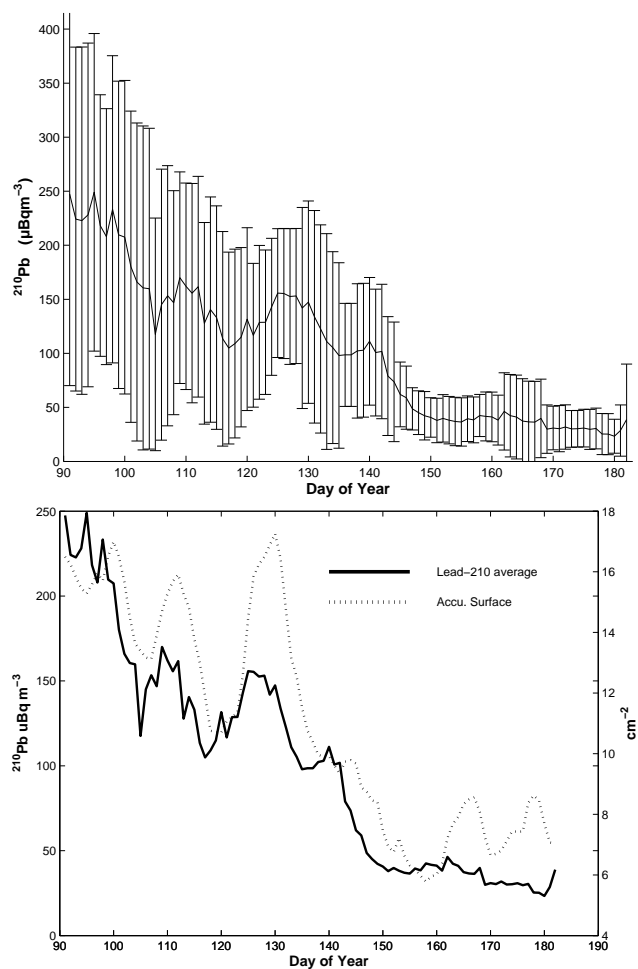 400
350
300
250
200
150
100
50
0
²¹⁰Pb (µBqm⁻³)
90 100 110 120 130 140 150 160 170 180
Day of Year
250
200
150
100
50
0
²¹⁰Pb uBq m⁻³
Lead–210 average
Accu. Surface
18
16
14
12
10
8
6
4
cm⁻²
90 100 110 120 130 140 150 160 170 180 190
Day of Year